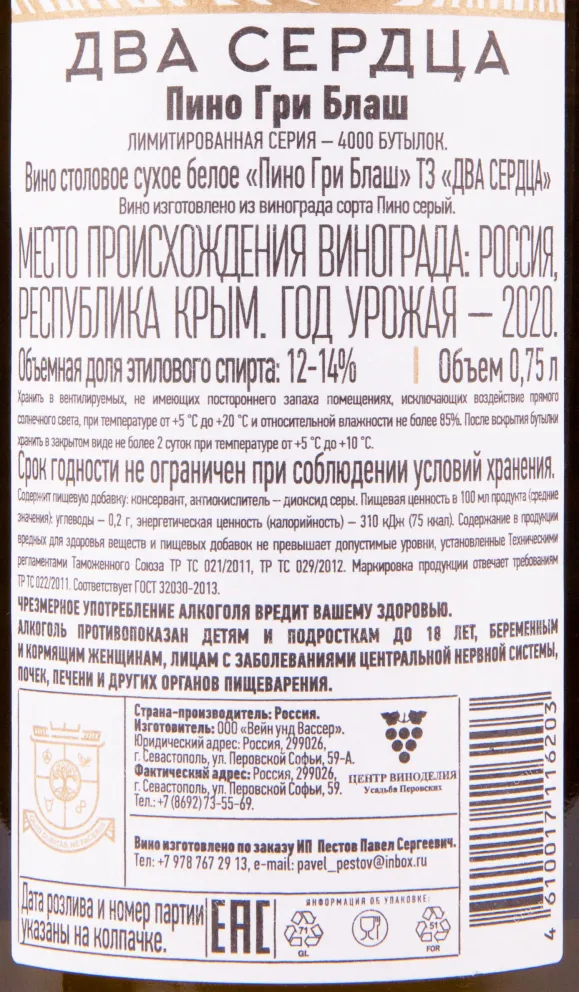 ДВА СЕРДЦА
Пино Гри Блаш
ЛИМИТИРОВАННАЯ СЕРИЯ – 4000 БУТЫЛОК.
Вино столовое сухое белое «Пино Гри Блаш» ТЗ «ДВА СЕРДЦА»
Вино изготовлено из винограда сорта Пино серый.
МЕСТО ПРОИСХОЖДЕНИЯ ВИНОГРАДА: РОССИЯ,
РЕСПУБЛИКА КРЫМ. ГОД УРОЖАЯ – 2020.
Объемная доля этилового спирта: 12-14% | Объем 0,75 л
Хранить в вентилируемых, не имеющих постороннего запаха помещениях, исключающих воздействие прямого
солнечного света, при температуре от +5 °С до +20 °С и относительной влажности не более 85%. После вскрытия бутылки
хранить в закрытом виде не более 2 суток при температуре от +5 °С до +10 °С.
Срок годности не ограничен при соблюдении условий хранения.
Содержит пищевую добавку: консервант, антиокислитель – диоксид серы. Пищевая ценность в 100 мл продукта (средние
значения): углеводы – 0,2 г, энергетическая ценность (калорийность) – 310 кДж (75 ккал). Содержание в продукции
вредных для здоровья веществ и пищевых добавок не превышает допустимые уровни, установленные Техническими
регламентами Таможенного Союза ТР ТС 021/2011, ТР ТС 029/2012. Маркировка продукции отвечает требованиям
ТР ТС 022/2011. Соответствует ГОСТ 32030-2013.
ЧРЕЗМЕРНОЕ УПОТРЕБЛЕНИЕ АЛКОГОЛЯ ВРЕДИТ ВАШЕМУ ЗДОРОВЬЮ.
АЛКОГОЛЬ ПРОТИВОПОКАЗАН ДЕТЯМ И ПОДРОСТКАМ ДО 18 ЛЕТ, БЕРЕМЕННЫМ
И КОРМЯЩИМ ЖЕНЩИНАМ, ЛИЦАМ С ЗАБОЛЕВАНИЯМИ ЦЕНТРАЛЬНОЙ НЕРВНОЙ СИСТЕМЫ,
ПОЧЕК, ПЕЧЕНИ И ДРУГИХ ОРГАНОВ ПИЩЕВАРЕНИЯ.
Страна-производитель: Россия.
Изготовитель: ООО «Вейн унд Вассер».
Юридический адрес: Россия, 299026,
г. Севастополь, ул. Перовской Софьи, 59-А.
Фактический адрес: Россия, 299026,
г. Севастополь, ул. Перовской Софьи, 59.
Тел.: +7 (8692) 73-55-69.
ЦЕНТР ВИНОДЕЛИЯ
Усадьба Перовских
Вино изготовлено по заказу ИП Пестов Павел Сергеевич.
Тел: +7 978 767 29 13, e-mail: pavel_pestov@inbox.ru
Дата розлива и номер партии
указаны на колпачке.
ЕАС
ИНФОРМАЦИЯ ОБ УПАКОВКЕ:
71
GL
51
FOR
4 610017 116203